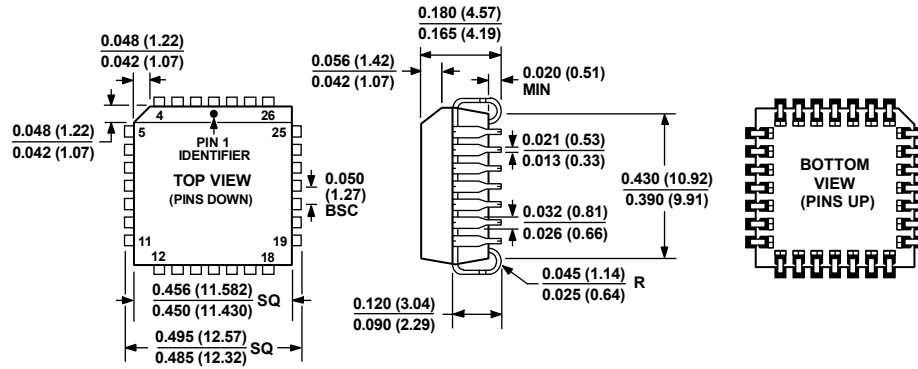 0.180 (4.57)
0.165 (4.19)
0.048 (1.22)
0.042 (1.07)
0.056 (1.42)
0.042 (1.07)
0.020 (0.51)
MIN
0.048 (1.22)
0.042 (1.07)
4
26
5
25
PIN 1
IDENTIFIER
TOP VIEW
(PINS DOWN)
0.050
(1.27)
BSC
11
19
12
18
0.456 (11.582)
0.450 (11.430)
SQ
0.495 (12.57)
0.485 (12.32)
SQ
0.021 (0.53)
0.013 (0.33)
0.032 (0.81)
0.026 (0.66)
0.430 (10.92)
0.390 (9.91)
0.045 (1.14)
0.025 (0.64)
R
0.120 (3.04)
0.090 (2.29)
BOTTOM
VIEW
(PINS UP)